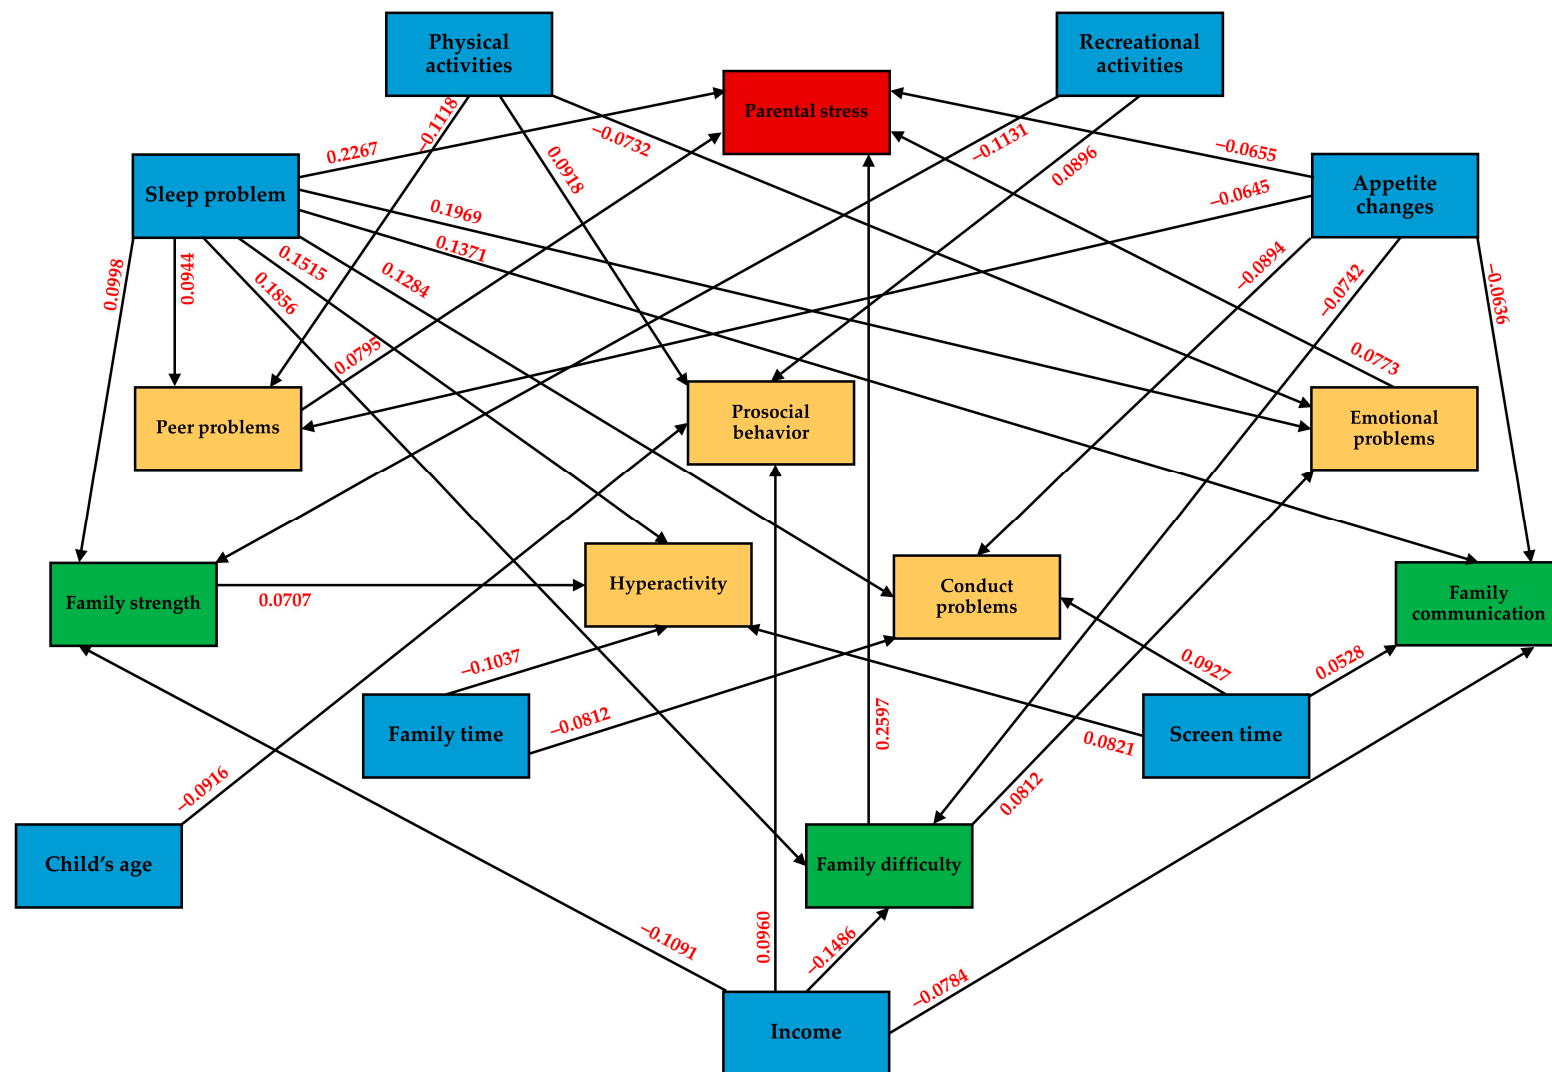 Physical
activities
Recreational
activities
Parental stress
−0.1118
0.2267
−0.0732
−0.1131
0.0896
−0.0655
0.0918
Sleep problem
Appetite
changes
−0.0645
0.1969
0.1371
0.0998
0.0944
0.1515
0.1856
0.1284
−0.0894
−0.0742
−0.0636
0.0795
0.0773
Peer problems
Prosocial
behavior
Emotional
problems
Family strength
0.0707
Hyperactivity
Conduct
problems
Family
communication
−0.1037
0.0927
0.0528
−0.0812
0.2597
0.0821
Family time
Screen time
−0.0916
0.0812
Child’s age
Family difficulty
−0.1091
0.0960
−0.1486
−0.0784
Income